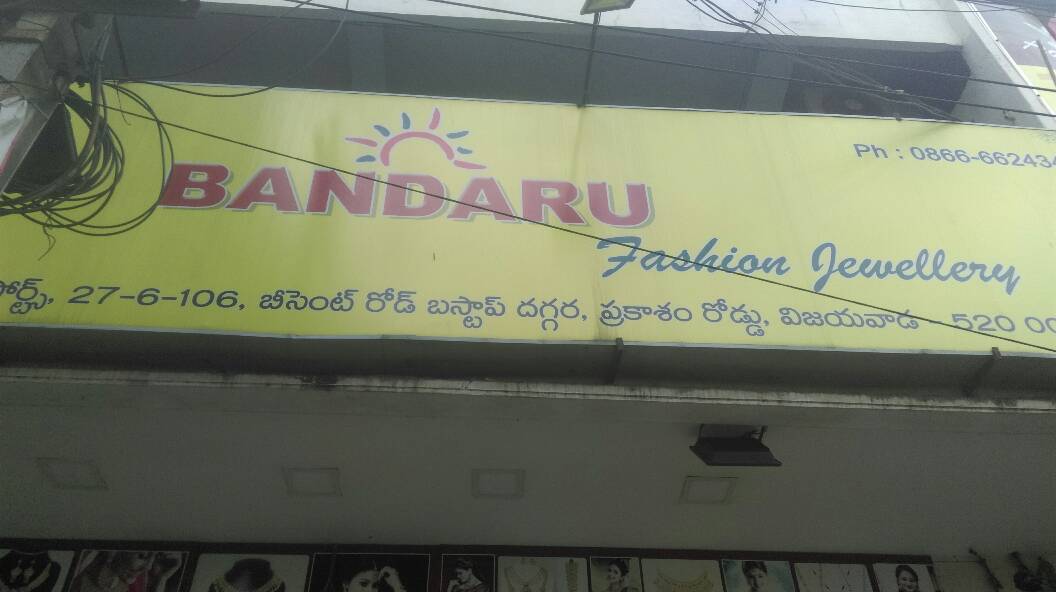 Ph : 0866-662434
BANDARU
Fashion Jewellery
27-6-106, బీసెంట్ రోడ్ బస్టాప్ దగ్గర, ప్రకాశం రోడ్డు, విజయవాడ - 520 00